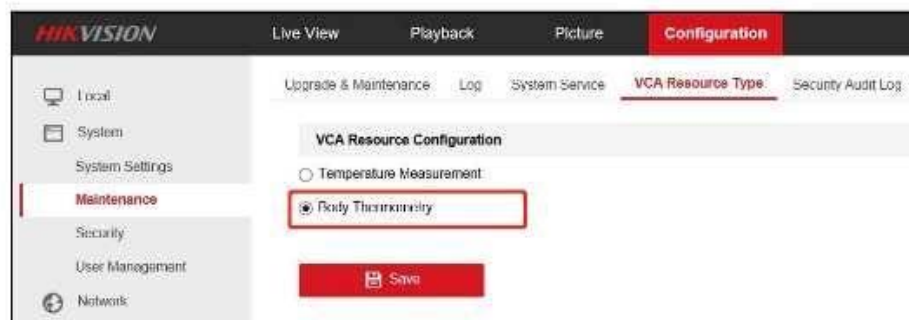 HIKVISION
Live View Playback Picture Configuration
Local
System
System Settings
Maintenance
Security
User Management
Network
Upgrade & Maintenance Log System Service VCA Resource Type Security Audit Log
VCA Resource Configuration
Temperature Measurement
Body Thermometry
Save